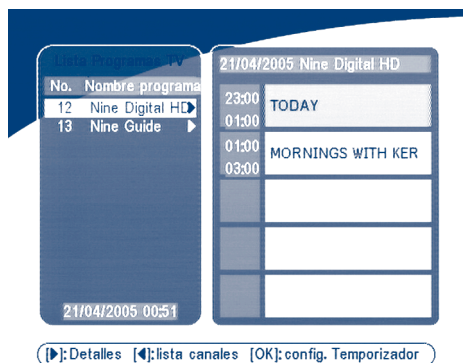 Lista Programas TV
No. Nombre programa
12 Nine Digital HD
13 Nine Guide
21/04/2005 00:51
21/04/2005 Nine Digital HD
23:00
01:00
TODAY
01:00
03:00
MORNINGS WITH KER
[▶]: Detalles [◀]: lista canales [OK]: config. Temporizador